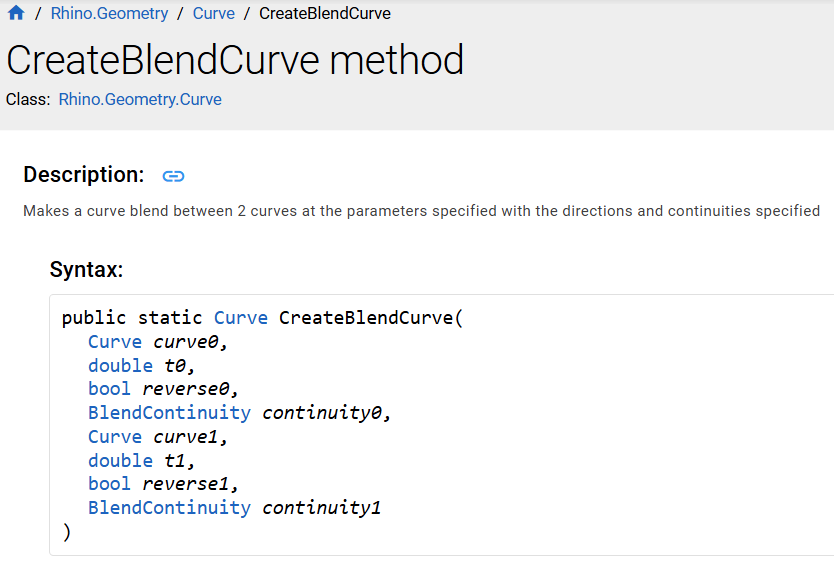 / Rhino.Geometry / Curve / CreateBlendCurve
CreateBlendCurve method
Class: Rhino.Geometry.Curve
Description:
Makes a curve blend between 2 curves at the parameters specified with the directions and continuities specified
Syntax:
public static Curve CreateBlendCurve(
Curve curve0,
double t0,
bool reverse0,
BlendContinuity continuity0,
Curve curve1,
double t1,
bool reverse1,
BlendContinuity continuity1
)